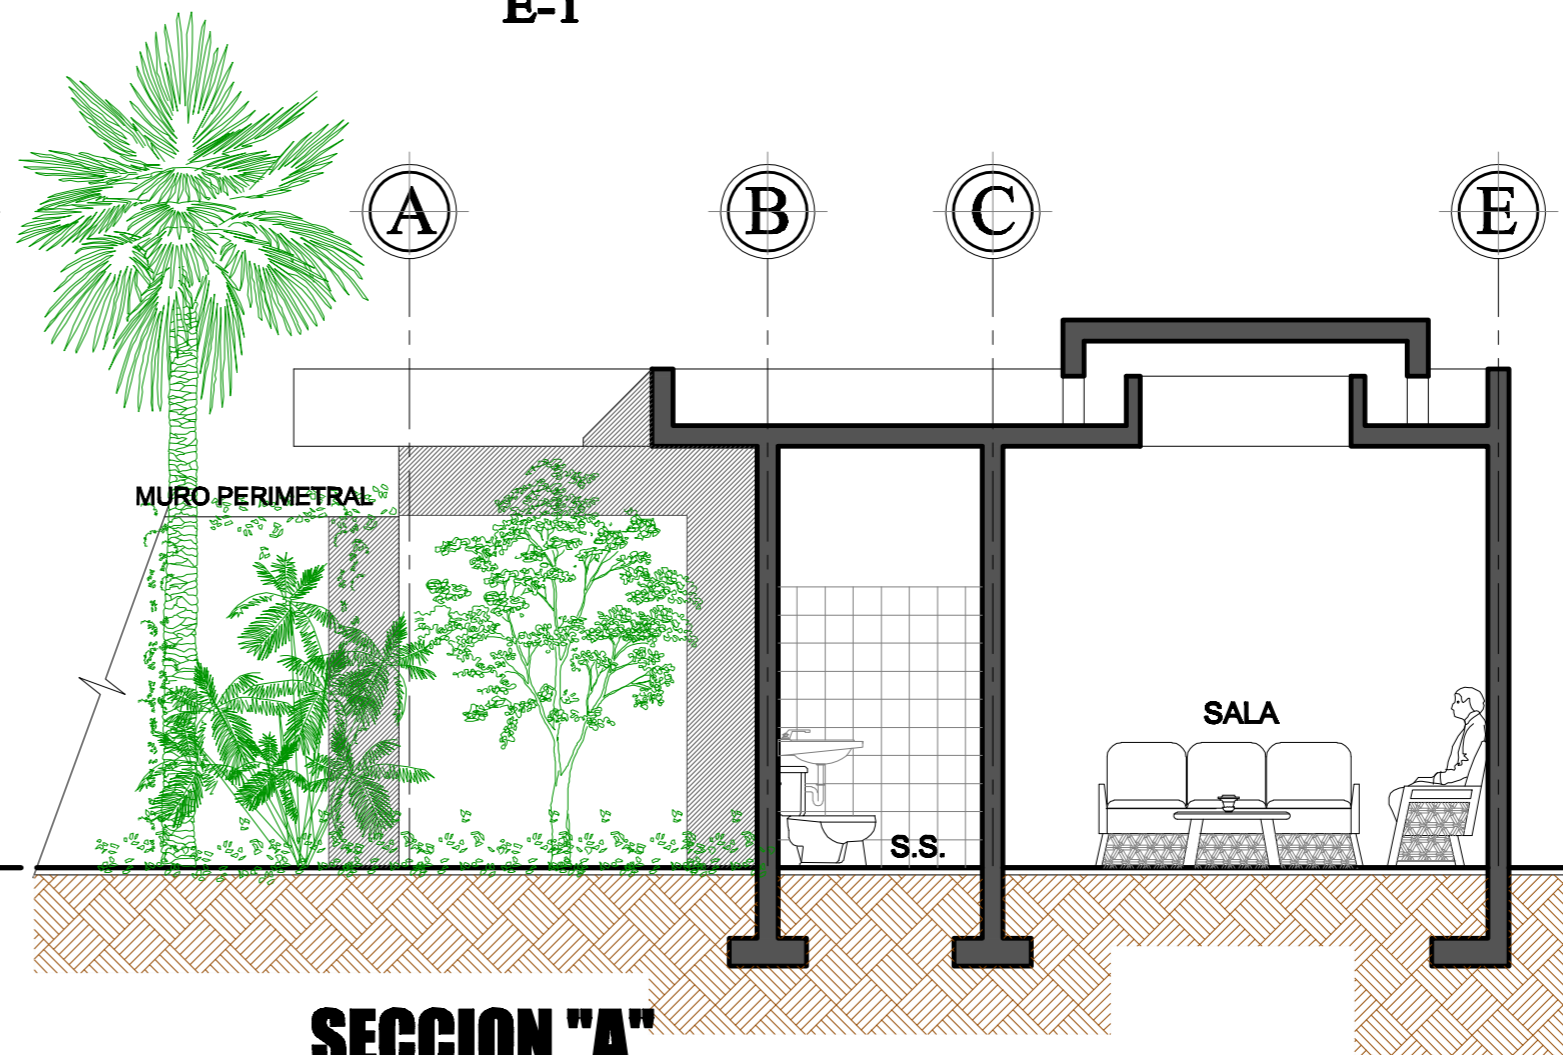 E-1
A B C E
MURO PERIMETRAL
SALA
S.S.
SECCION "A"